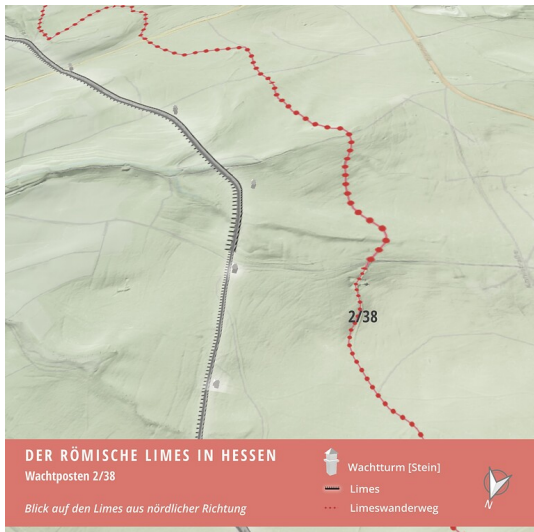 2/38
DER RÖMISCHE LIMES IN HESSEN
Wachtposten 2/38
Blick auf den Limes aus nördlicher Richtung
Wachtturm [Stein]
Limes
Limeswanderweg
N